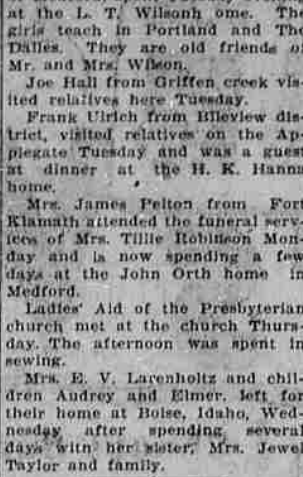 at the L. T. Wilsonh ome. The
girls teach in Portland and The
Dalles. They are old friends of
Mr. and Mrs. Wilson.
Joe Hall from Griffen creek vis-
ited relatives here Tuesday.
Frank Ulrich from Blleview dis-
trict, visited relatives on the Ap-
plegate Tuesday and was a guest
at dinner at the H. K. Hanna
home.
Mrs. James Pelton from Fort
Klamath attended the funeral serv-
ices of Mrs. Tillie Robinson Mon-
day and is now spending a few
days at the John Orth home in
Medford.
Ladies' Aid of the Presbyterian
church met at the church Thurs-
day. The afternoon was spent in
sewing.
Mrs. E. V. Larenholtz and chil-
dren Audrey and Elmer, left for
their home at Boise, Idaho, Wed-
nesday after spending several
days with her sister, Mrs. Jewel
Taylor and family.